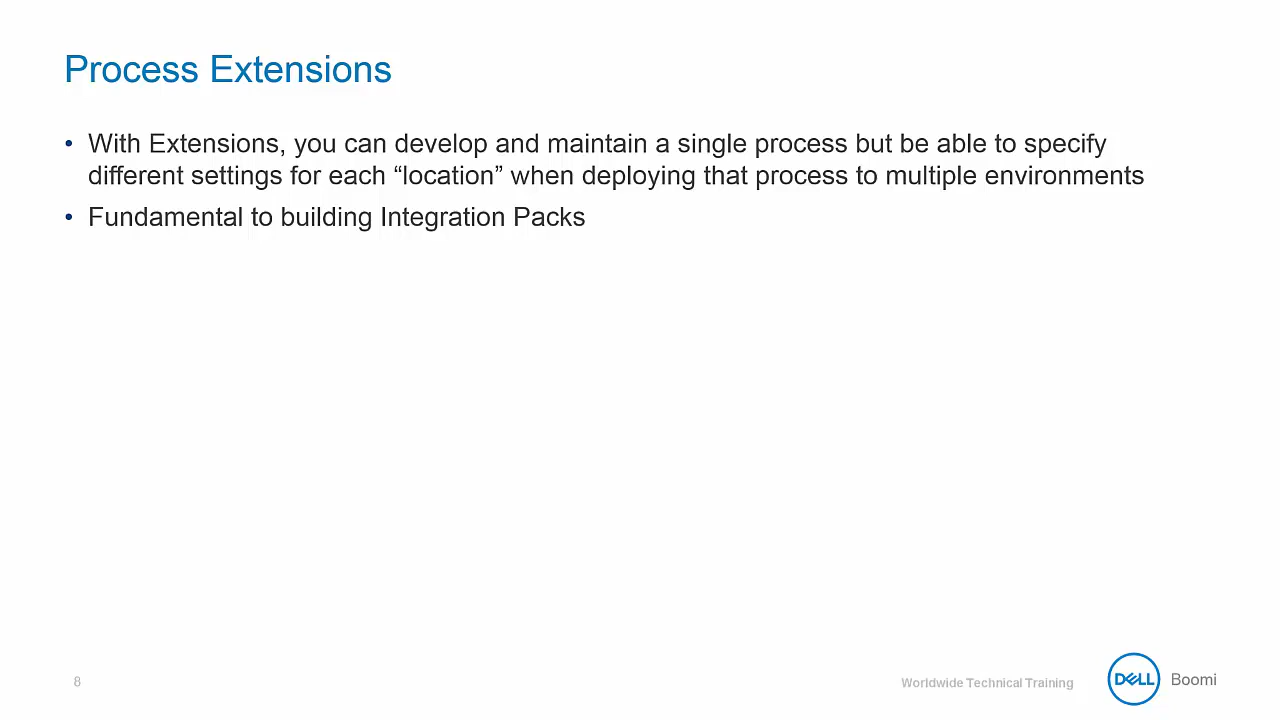 Process Extensions
• With Extensions, you can develop and maintain a single process but be able to specify
different settings for each “location” when deploying that process to multiple environments
• Fundamental to building Integration Packs
8
Worldwide Technical Training
DELL
Boomi